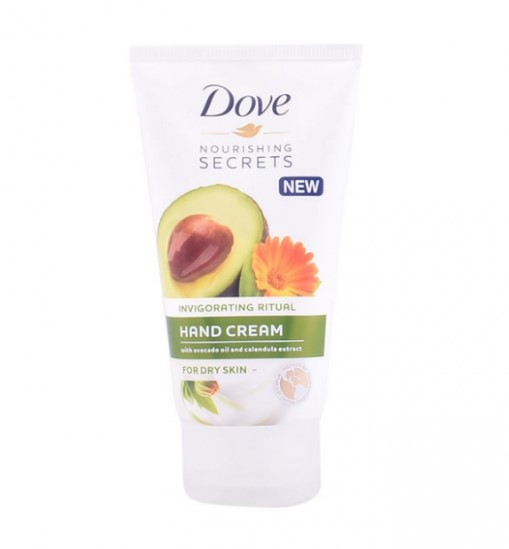 Dove
NOURISHING
SECRETS
NEW
INVIGORATING RITUAL
HAND CREAM
with avocado oil and calendula extract
FOR DRY SKIN -